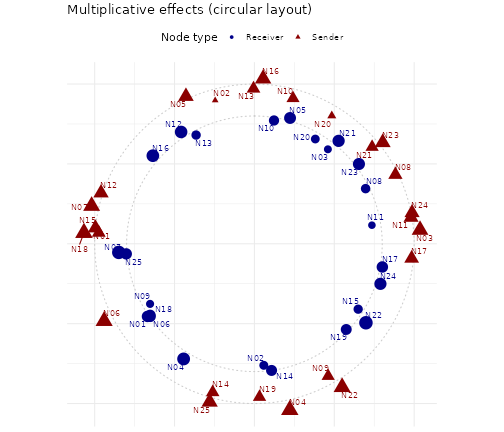 Multiplicative effects (circular layout)
Node type Receiver Sender
N16
N02
N05
N13
N10
N05
N10
N20
N12
N13
N20
N21
N23
N03
N21
N16
N23
N08
N08
N12
N07
N24
N15
N11
N11
N01
N03
N18
N07
N25
N17
N17
N24
N09
N18
N15
N06
N01
N06
N22
N19
N02
N04
N14
N09
N14
N19
N22
N25
N04